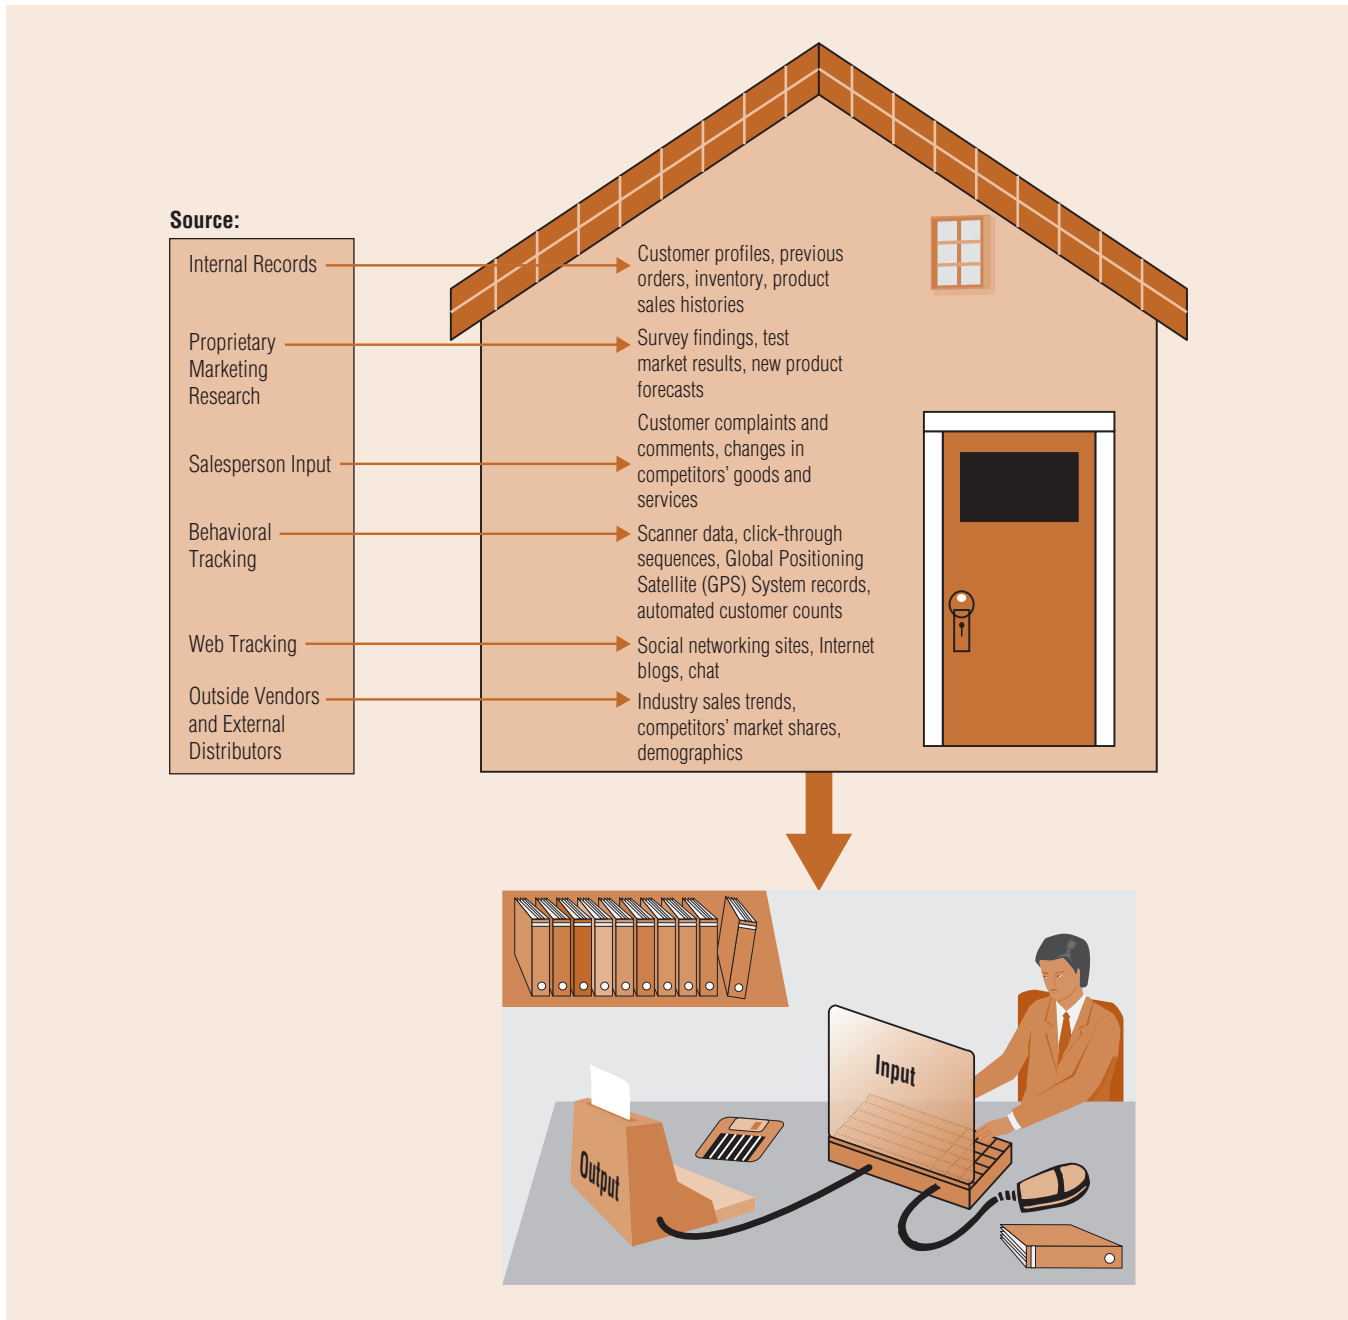 Source:
Internal Records
Customer profiles, previous
orders, inventory, product
sales histories
Proprietary
Marketing
Research
Survey findings, test
market results, new product
forecasts
Salesperson Input
Customer complaints and
comments, changes in
competitors’ goods and
services
Behavioral
Tracking
Scanner data, click-through
sequences, Global Positioning
Satellite (GPS) System records,
automated customer counts
Web Tracking
Social networking sites, Internet
blogs, chat
Outside Vendors
and External
Distributors
Industry sales trends,
competitors’ market shares,
demographics
Input
Output